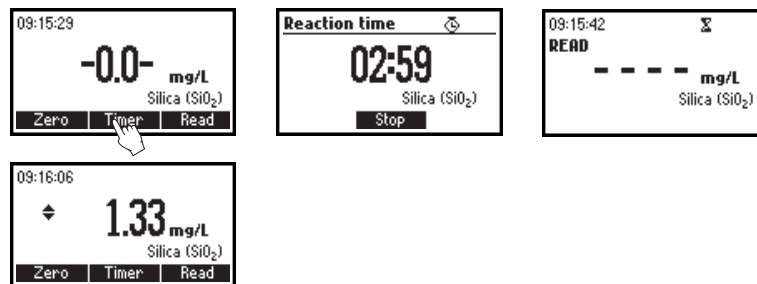 09:15:29
-0.0- mg/L
Silica (SiO₂)
Zero Timer Read
Reaction time
02:59
Silica (SiO₂)
Stop
09:15:42
READ
---- mg/L
Silica (SiO₂)
09:16:06
1.33 mg/L
Silica (SiO₂)
Zero Timer Read